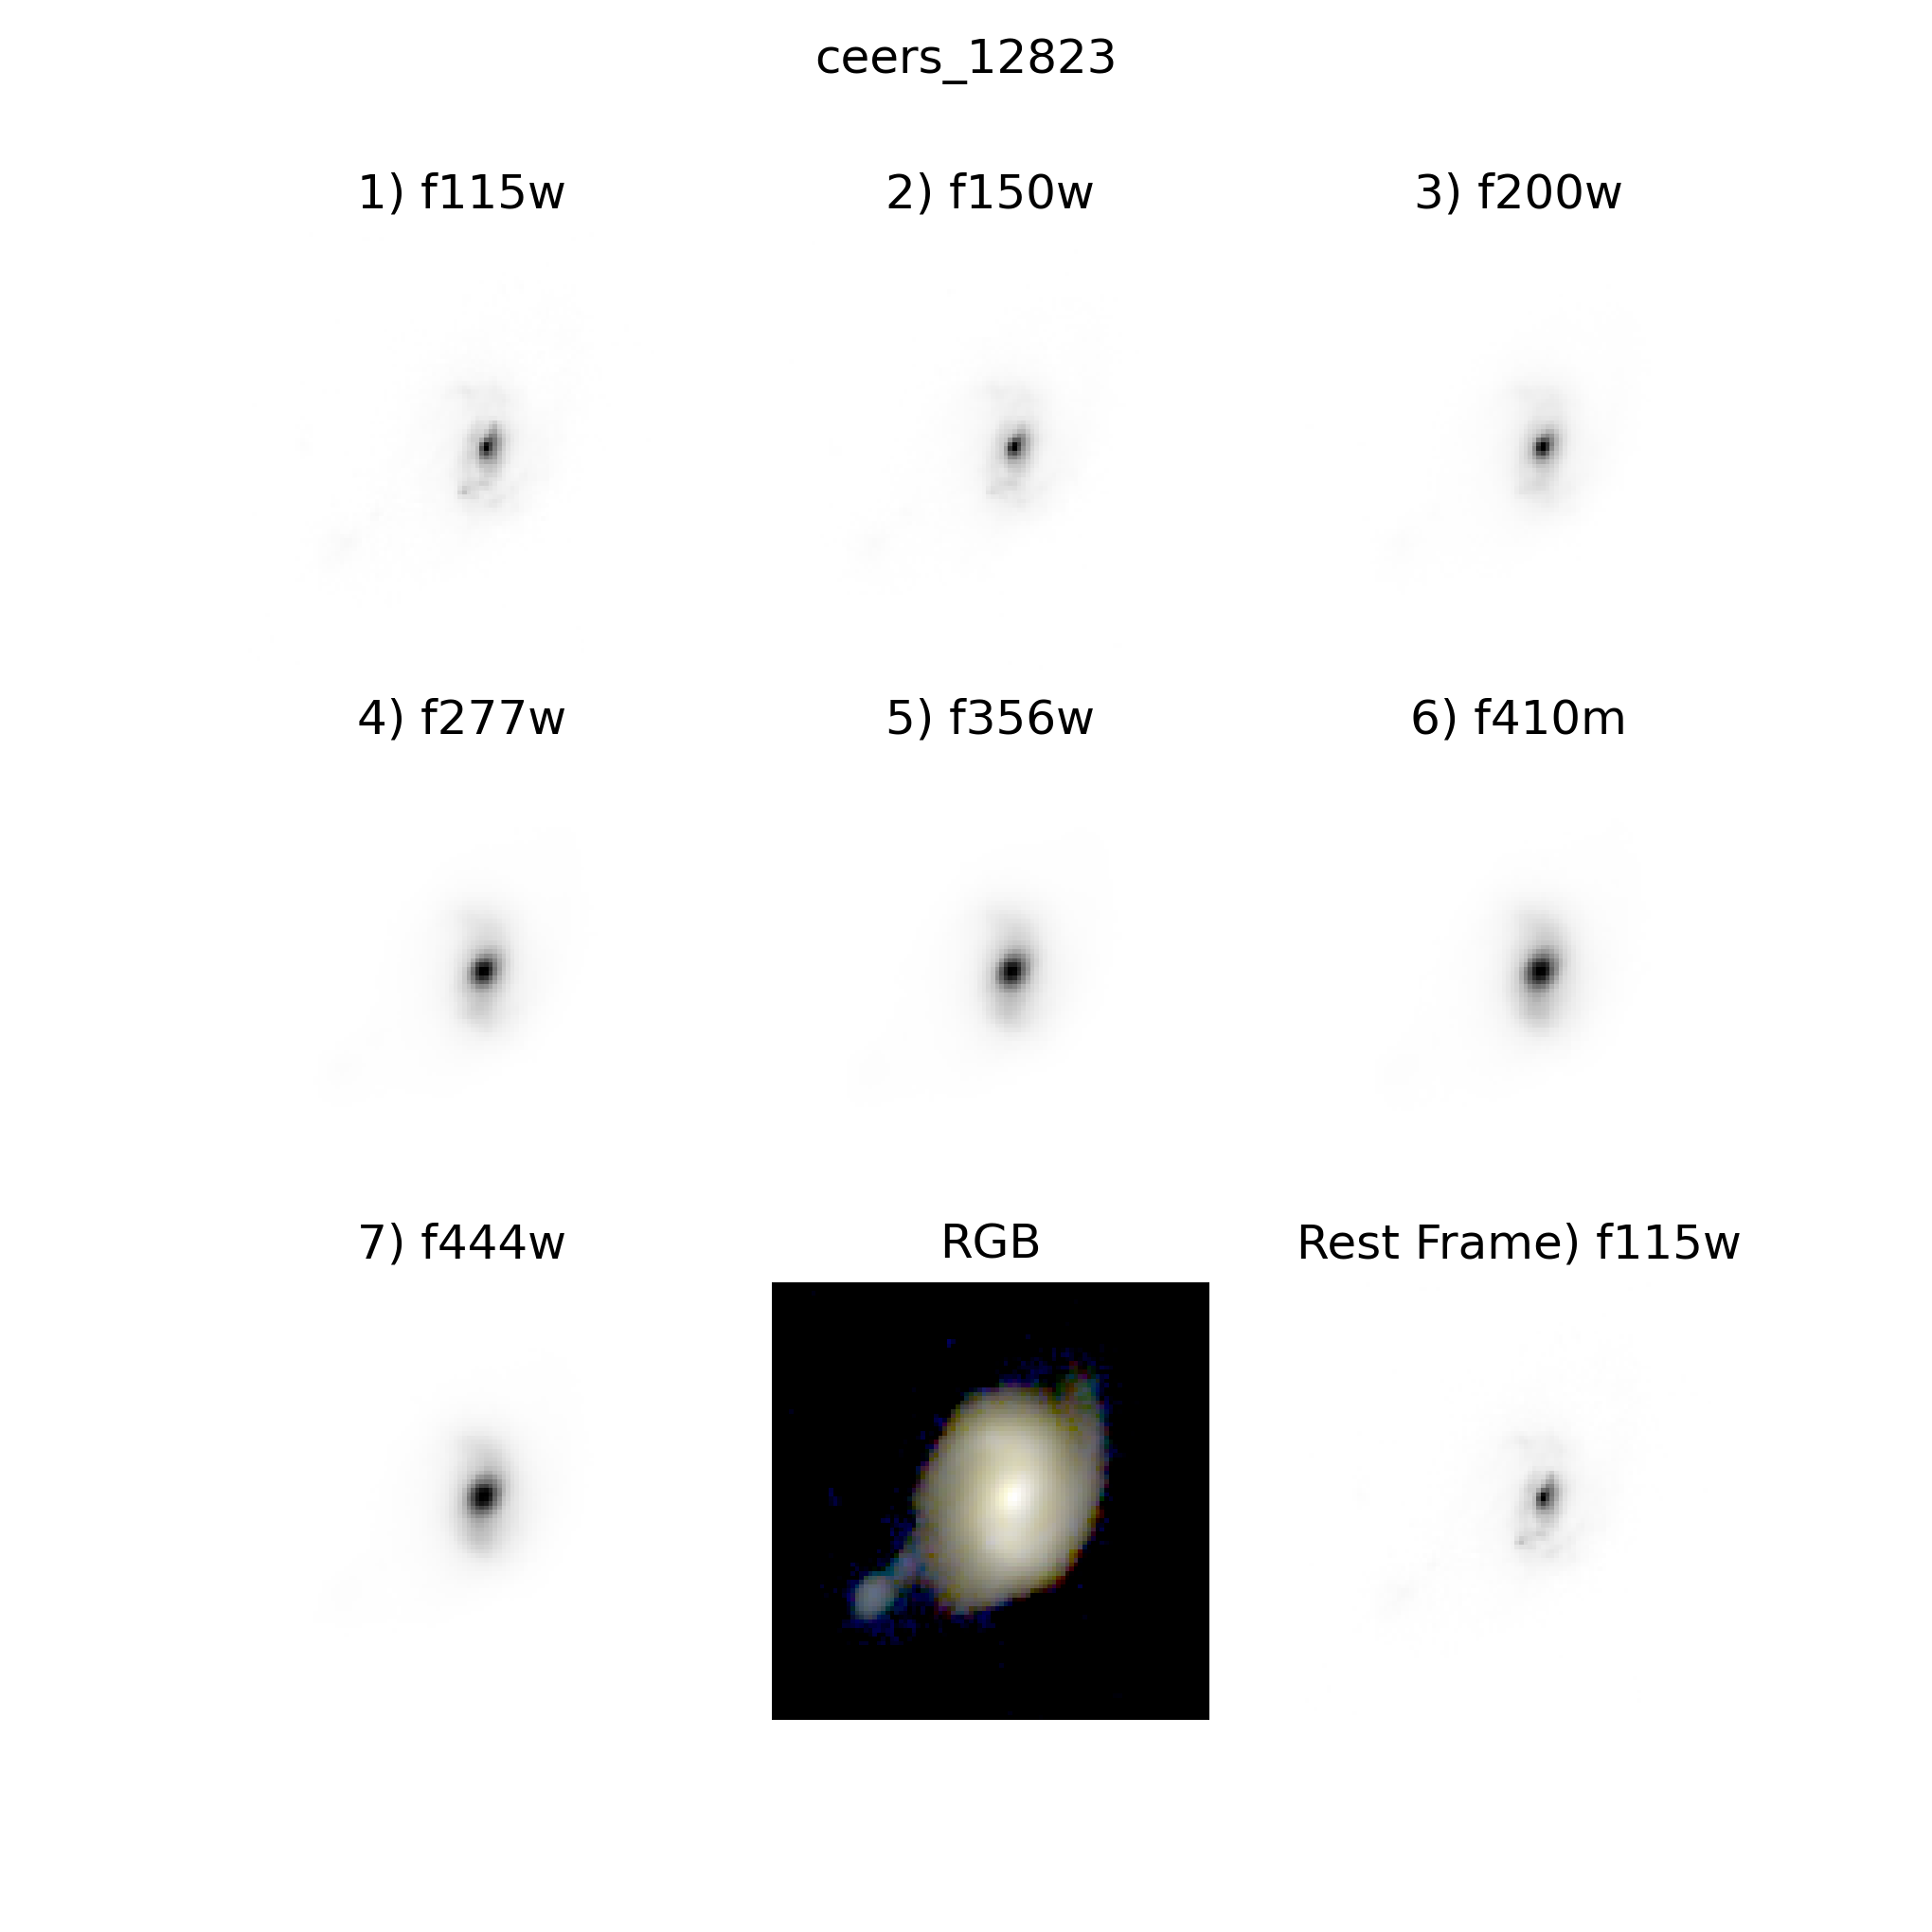 ceers_12823
1) f115w
2) f150w
3) f200w
4) f277w
5) f356w
6) f410m
7) f444w
RGB
Rest Frame) f115w